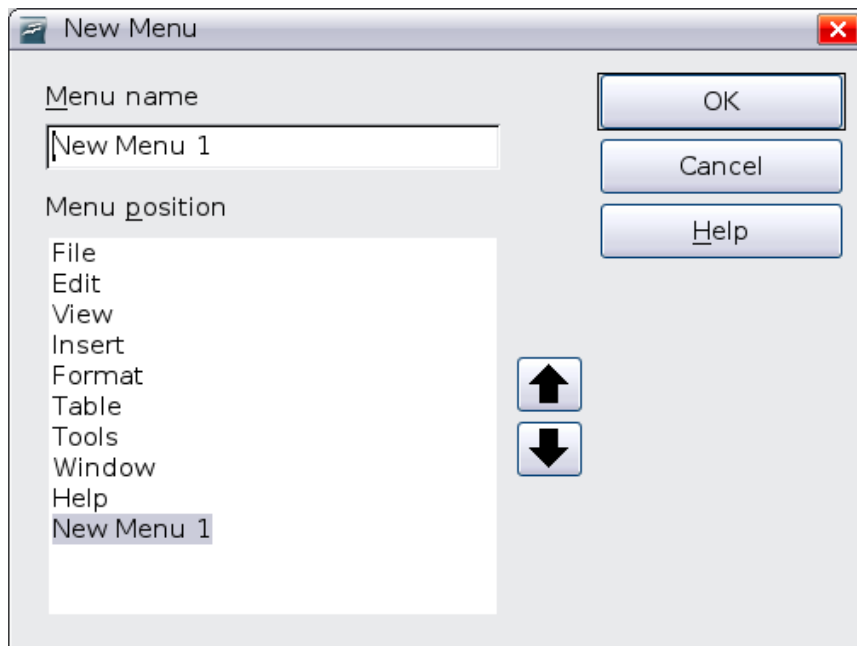 New Menu
Menu name
New Menu 1
Menu position
File
Edit
View
Insert
Format
Table
Tools
Window
Help
New Menu 1
OK
Cancel
Help